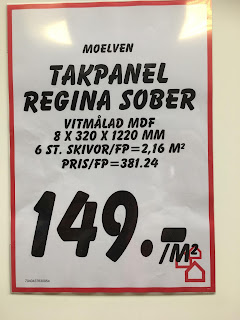 MOELVEN
TAKPANEL
REGINA SOBER
VITMÅLAD MDF
8 X 320 X 1220 MM
6 ST. SKIVOR/FP=2,16 M²
PRIS/FP=381.24
149.-/M²